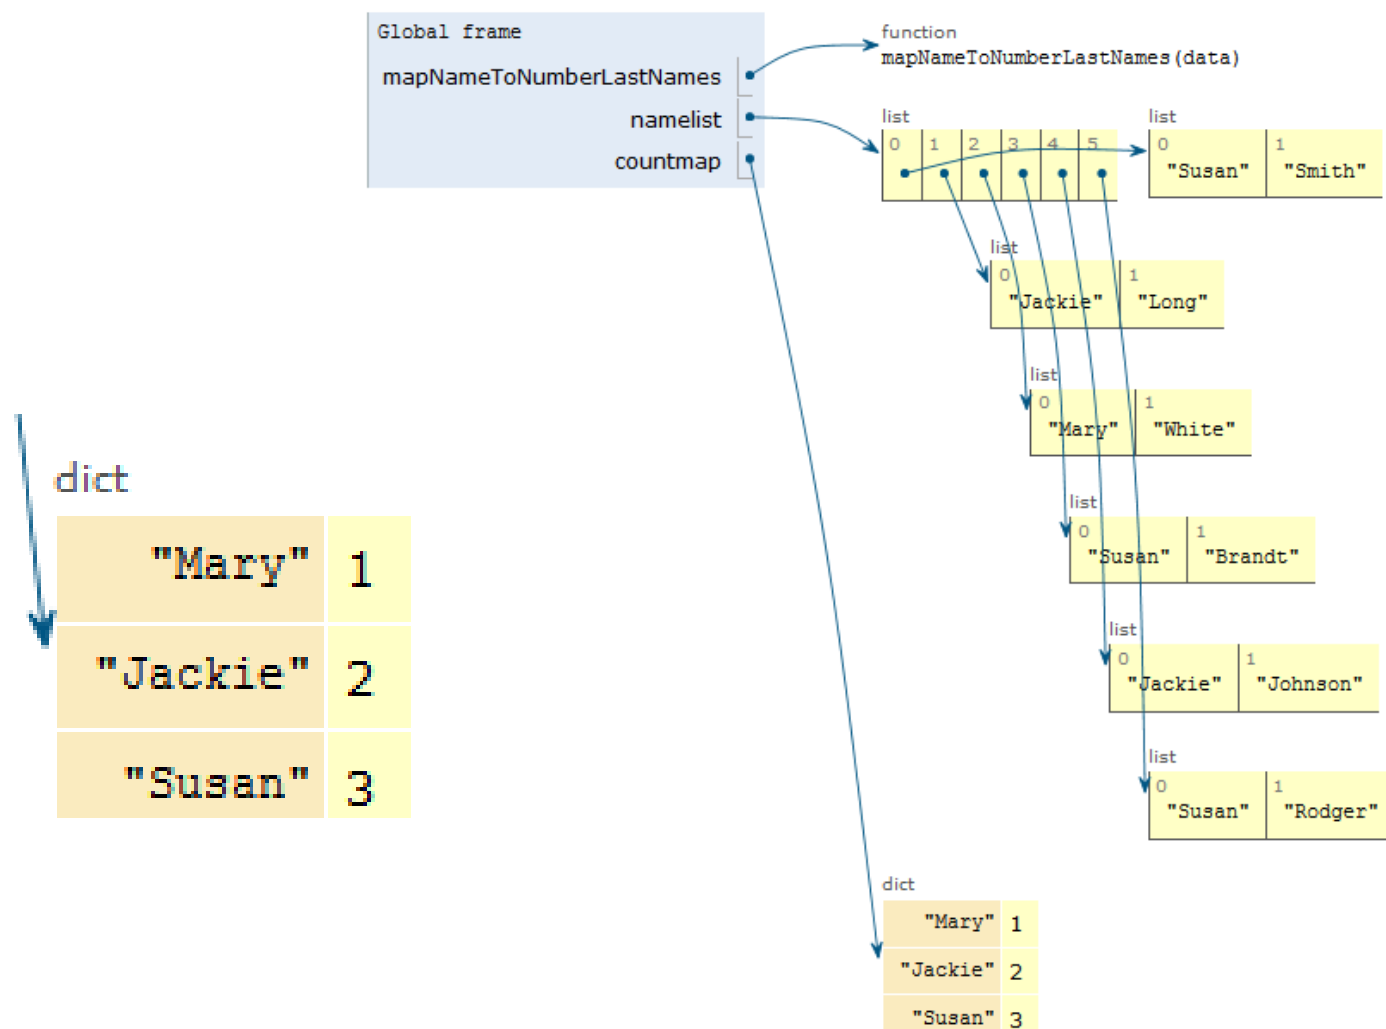 Global frame
mapNameToNumberLastNames
namelist
countmap
function
mapNameToNumberLastNames(data)
list
0 1 2 3 4 5
list
0 1
"Susan" "Smith"
list
0 1
"Jackie" "Long"
list
0 1
"Mary" "White"
list
0 1
"Susan" "Brandt"
list
0 1
"Jackie" "Johnson"
list
0 1
"Susan" "Rodger"
dict
"Mary" 1
"Jackie" 2
"Susan" 3
dict
"Mary" 1
"Jackie" 2
"Susan" 3